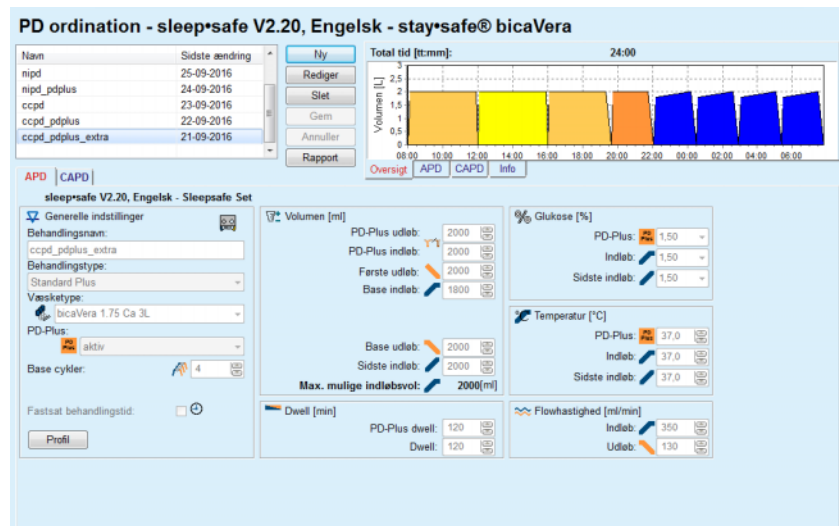 PD ordination - sleep•safe V2.20, Engelsk - stay•safe® bicaVera
Navn Sidste ændring
nipd 25-09-2016
nipd_pdplus 24-09-2016
ccpd 23-09-2016
ccpd_pdplus 22-09-2016
ccpd_pdplus_extra 21-09-2016
Ny
Rediger
Slet
Gem
Annuller
Rapport
Total tid [tt:mm]: 24:00
Volumen [L]
3
2,5
2
1,5
1
0,5
0
08:00 10:00 12:00 14:00 16:00 18:00 20:00 22:00 00:00 02:00 04:00 06:00
Oversigt APD CAPD Info
APD CAPD
sleep•safe V2.20, Engelsk - Sleepsafe Set
Generelle indstillinger
Behandlingsnavn:
ccpd_pdplus_extra
Behandlingstype:
Standard Plus
Væsketype:
bicaVera 1.75 Ca 3L
PD-Plus:
PD Plus aktiv
Base cykler: 4
Fastsat behandlingstid:
Profil
Volumen [ml]
PD-Plus udløb: 2000
PD-Plus indløb: 2000
Første udløb: 2000
Base indløb: 1800
Base udløb: 2000
Sidste indløb: 2000
Max. mulige indløbsvol: 2000[ml]
Dwell [min]
PD-Plus dwell: 120
Dwell: 120
Glukose [%]
PD-Plus: PD Plus 1,50
Indløb: 1,50
Sidste indløb: 1,50
Temperatur [°C]
PD-Plus: PD Plus 37,0
Indløb: 37,0
Sidste indløb: 37,0
Flowhastighed [ml/min]
Indløb: 350
Udløb: 130